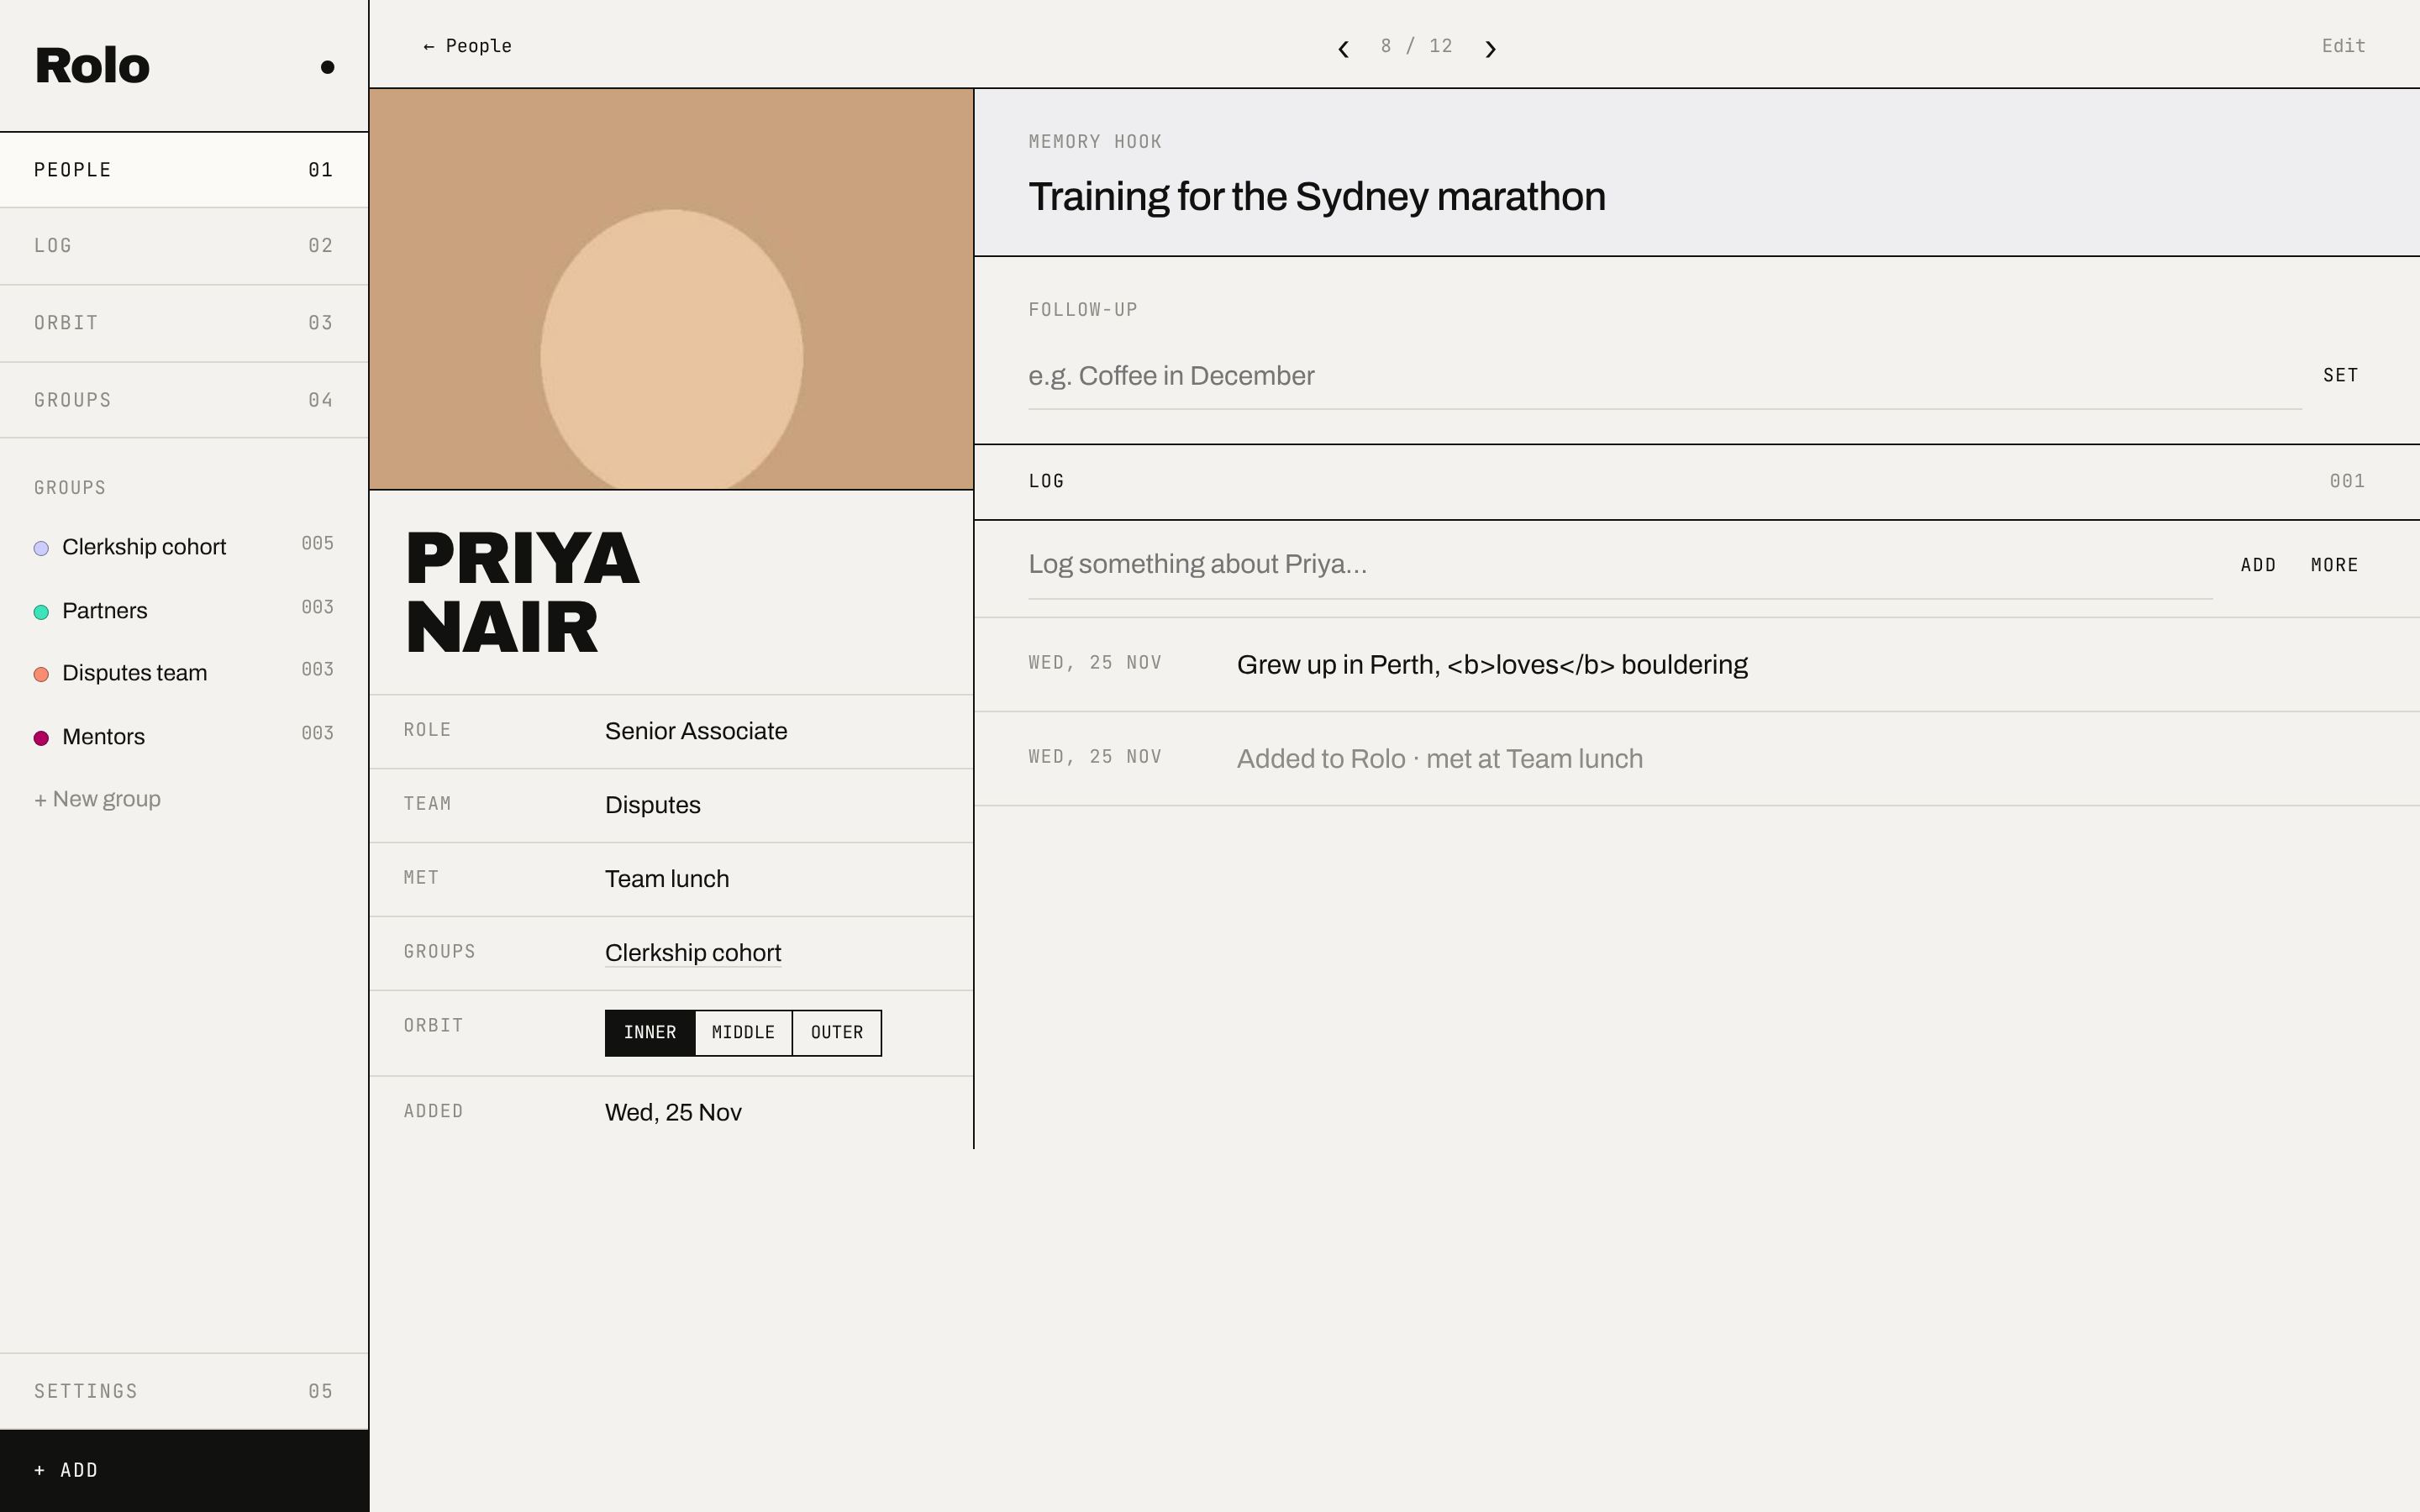 Rolo
PEOPLE 01
LOG 02
ORBIT 03
GROUPS 04
GROUPS
Clerkship cohort 005
Partners 003
Disputes team 003
Mentors 003
+ New group
SETTINGS 05
+ ADD
← People
‹ 8 / 12 ›
Edit
PRIYA
NAIR
ROLE Senior Associate
TEAM Disputes
MET Team lunch
GROUPS Clerkship cohort
ORBIT INNER MIDDLE OUTER
ADDED Wed, 25 Nov
MEMORY HOOK
Training for the Sydney marathon
FOLLOW-UP
e.g. Coffee in December SET
LOG 001
Log something about Priya... ADD MORE
WED, 25 NOV Grew up in Perth, <b>loves</b> bouldering
WED, 25 NOV Added to Rolo · met at Team lunch